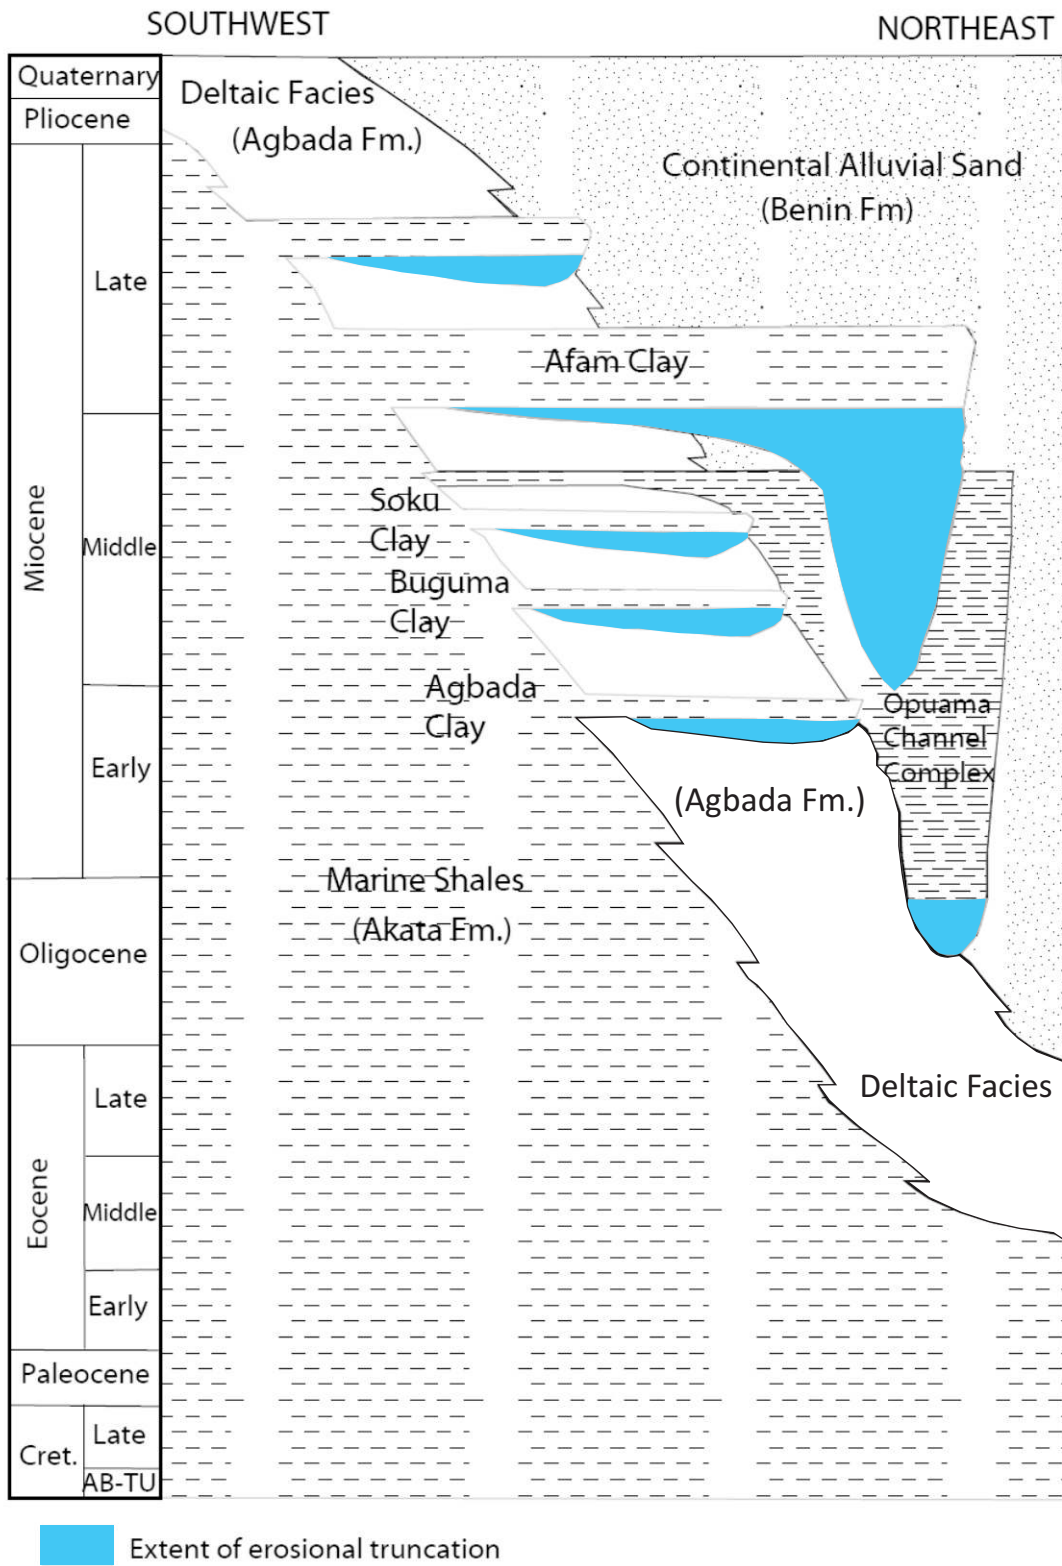 SOUTHWEST
NORTHEAST
Quaternary
Pliocene
Miocene
Late
Middle
Early
Oligocene
Eocene
Late
Middle
Early
Paleocene
Cret.
Late
AB-TU
Deltaic Facies
(Agbada Fm.)
Continental Alluvial Sand
(Benin Fm)
Afam Clay
Soku
Clay
Buguma
Clay
Agbada
Clay
Opuama
Channel
Complex
(Agbada Fm.)
Marine Shales
(Akata Fm.)
Deltaic Facies
Extent of erosional truncation